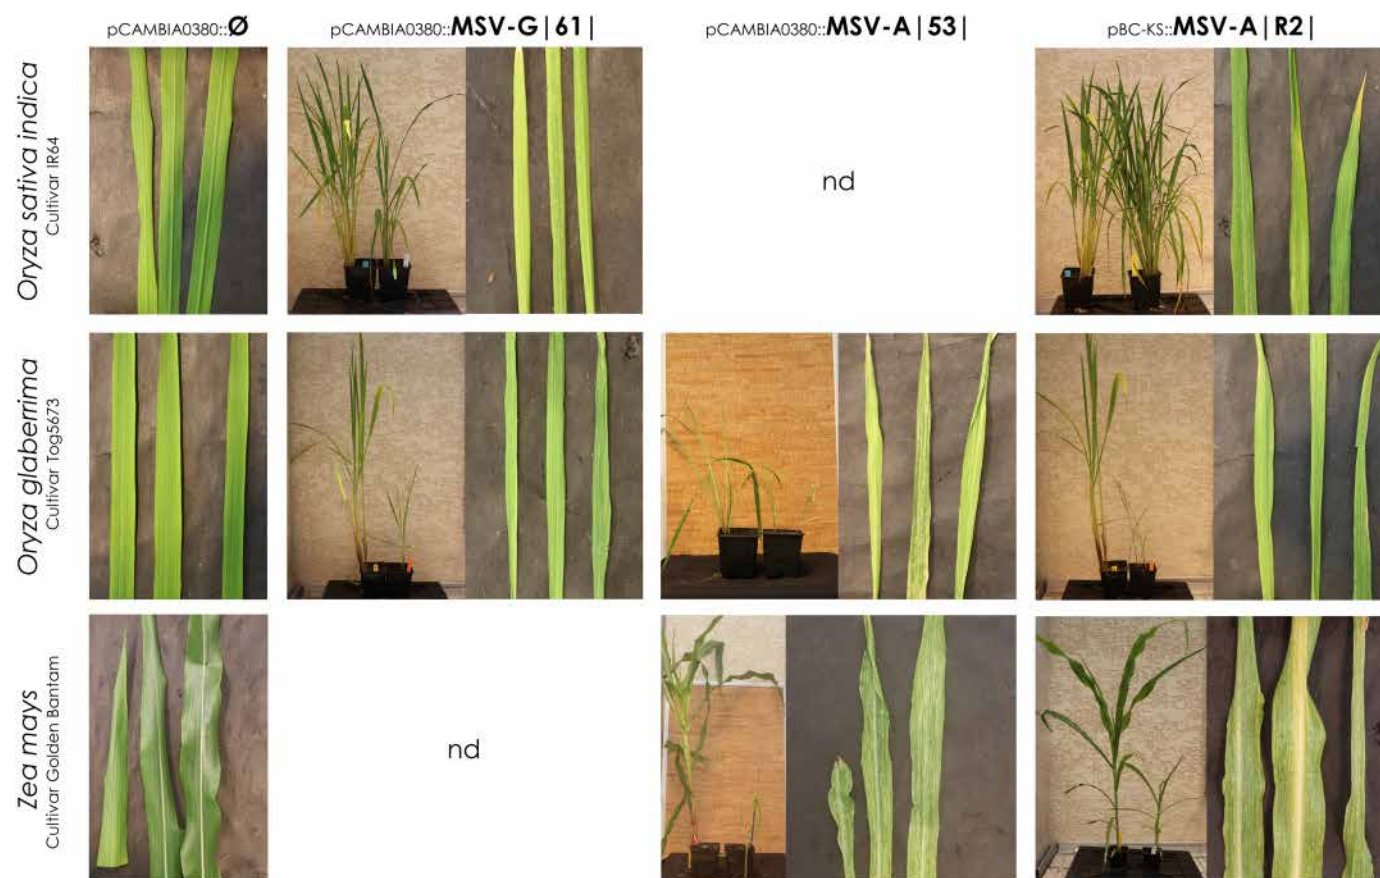 pCAMBIA0380::Ø
pCAMBIA0380::MSV-G|61|
pCAMBIA0380::MSV-A|53|
pBC-KS::MSV-A|R2|
Oryza sativa indica
Cultivar IR64
nd
Oryza glaberrima
Cultivar Tog5673
Zea mays
Cultivar Golden Bantam
nd